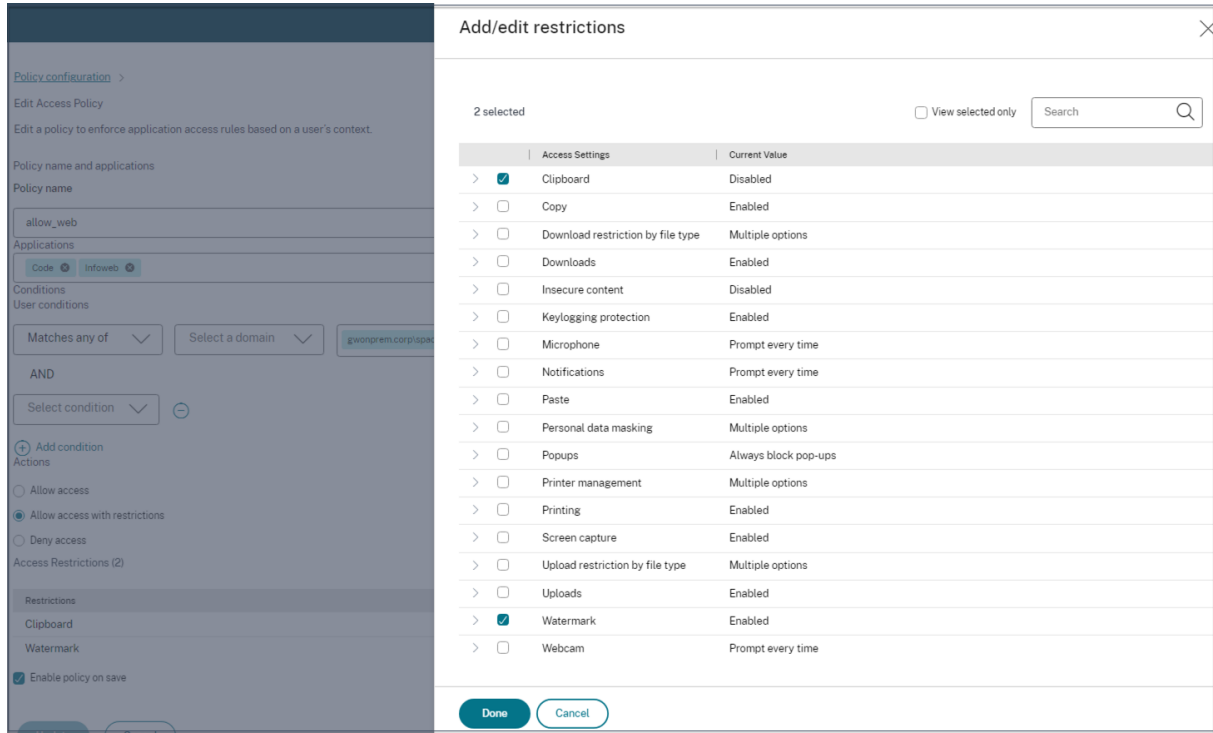 Add/edit restrictions
Policy configuration >
Edit Access Policy
Edit a policy to enforce application access rules based on a user's context.
Policy name and applications
Policy name
allow_web
Applications
Code Infoweb
Conditions
User conditions
Matches any of Select a domain gwonprem.corp\spac
AND
Select condition
Add condition
Actions
Allow access
Allow access with restrictions
Deny access
Access Restrictions (2)
Restrictions
Clipboard
Watermark
Enable policy on save
2 selected View selected only Search
Access Settings Current Value
Clipboard Disabled
Copy Enabled
Download restriction by file type Multiple options
Downloads Enabled
Insecure content Disabled
Keylogging protection Enabled
Microphone Prompt every time
Notifications Prompt every time
Paste Enabled
Personal data masking Multiple options
Popups Always block pop-ups
Printer management Multiple options
Printing Enabled
Screen capture Enabled
Upload restriction by file type Multiple options
Uploads Enabled
Watermark Enabled
Webcam Prompt every time
Done Cancel